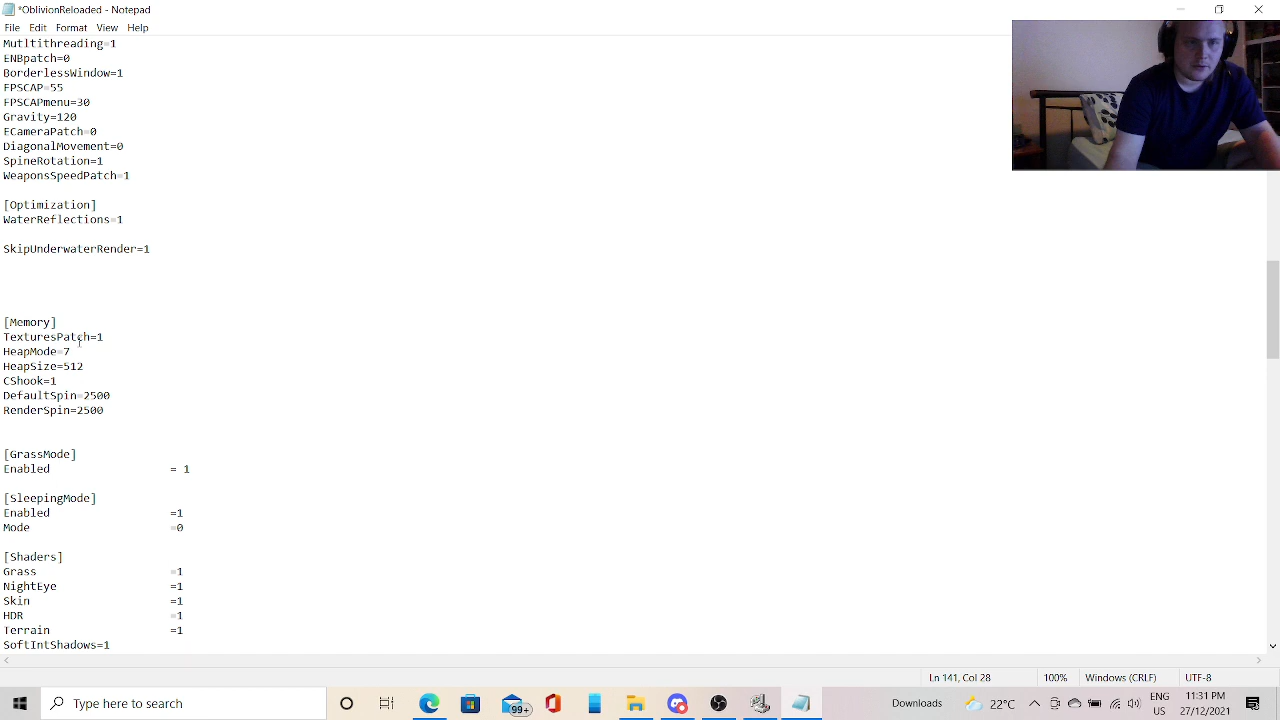 *OblivionReloaded - Notepad
File Edit Format View Help
Mutltithreading=1
ENBpatch=0
BorderlessWindow=1
FPSCAP=55
FPSCAPmenu=30
Gravity=120
ECameraPatch=0
DiagonalMovement=0
SpineRotation=1
WeaponsSpeedPatch=1
[Optimization]
WaterReflections=1
SkipUnderwaterRender=1
[Memory]
TexturesPatch=1
HeapMode=7
HeapSize=512
CShook=1
DefaultSpin=2500
RenderSpin=2500
[GrassMode]
Enabled = 1
[SleepingMode]
Enabled =1
Mode =0
[Shaders]
Grass =1
NightEye =1
Skin =1
HDR =1
Terrain =1
SoftIntShadows=1
Ln 141, Col 28 100% Windows (CRLF) UTF-8
Type here to search 99+ Downloads 22°C ENG US 11:31 PM 27/12/2021